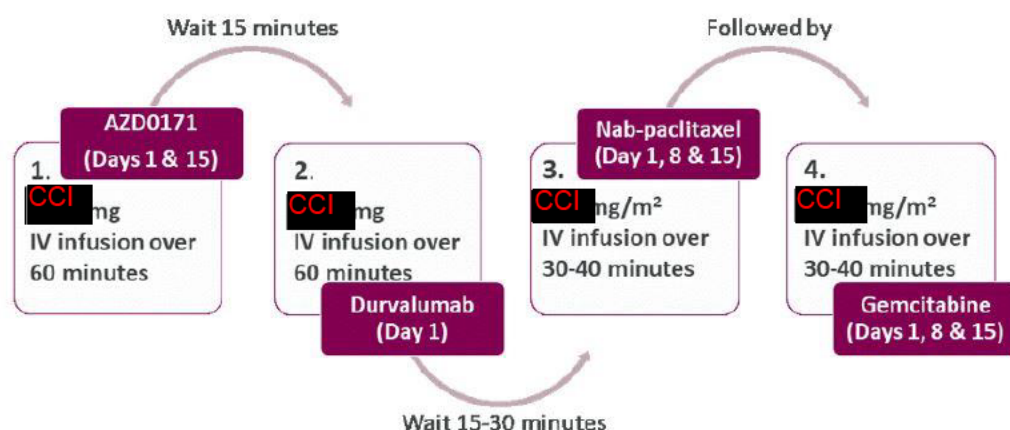 Wait 15 minutes
Followed by
AZD0171
(Days 1 & 15)
1.
CCI mg
IV infusion over
60 minutes
2.
CCI mg
IV infusion over
60 minutes
Durvalumab
(Day 1)
Wait 15-30 minutes
Nab-paclitaxel
(Day 1, 8 & 15)
3.
CCI mg/m²
IV infusion over
30-40 minutes
4.
CCI mg/m²
IV infusion over
30-40 minutes
Gemcitabine
(Days 1, 8 & 15)